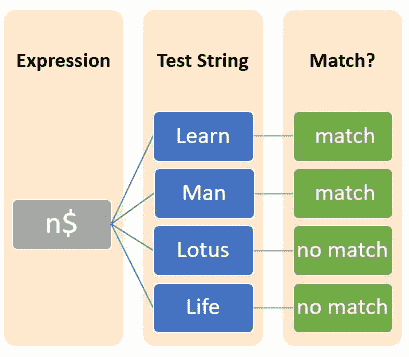 Expression
Test String
Match?
n$
Learn
match
Man
match
Lotus
no match
Life
no match